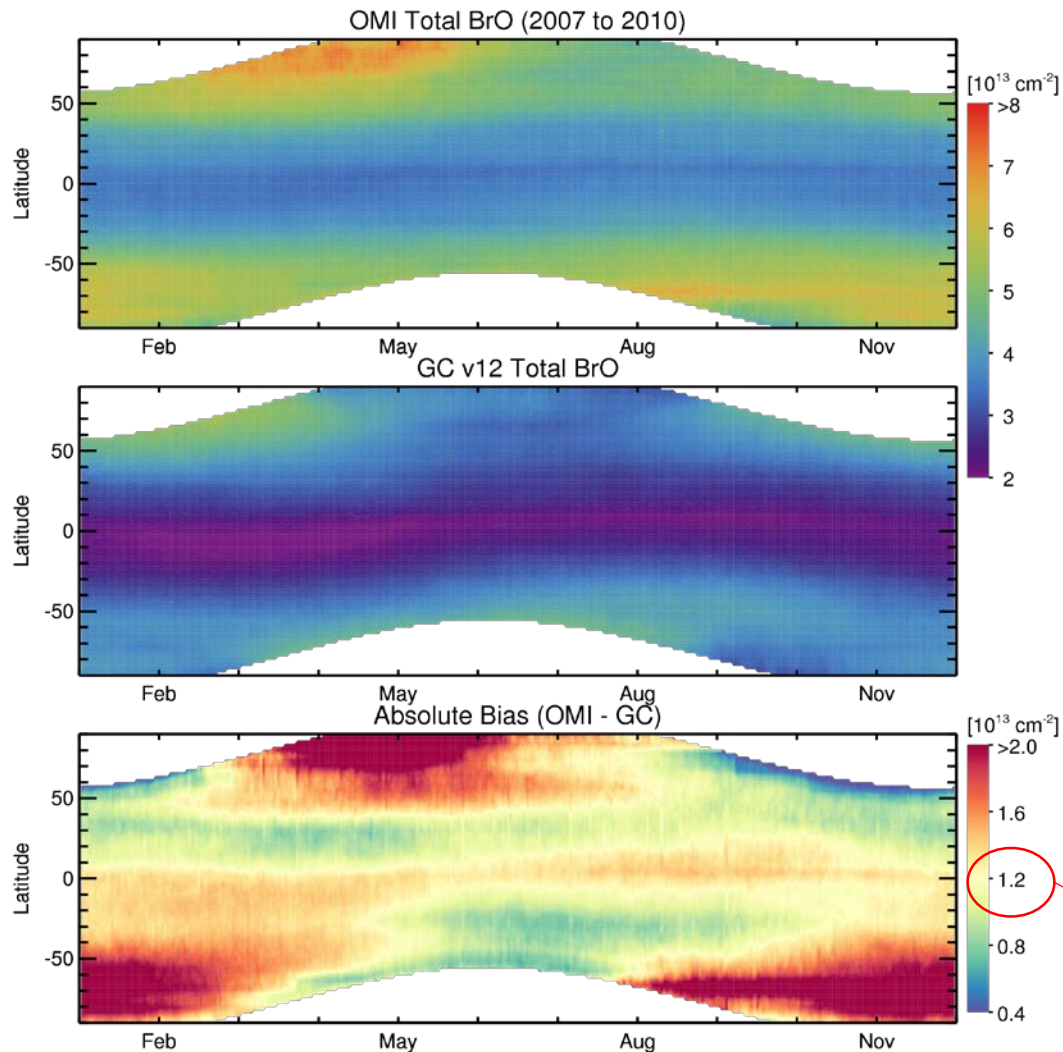 OMI Total BrO (2007 to 2010)
[10¹³ cm⁻²]
>8
7
6
5
4
3
2
Latitude
50
0
-50
Feb
May
Aug
Nov
GC v12 Total BrO
Latitude
50
0
-50
Feb
May
Aug
Nov
Absolute Bias (OMI - GC)
[10¹³ cm⁻²]
>2.0
1.6
1.2
0.8
0.4
Latitude
50
0
-50
Feb
May
Aug
Nov